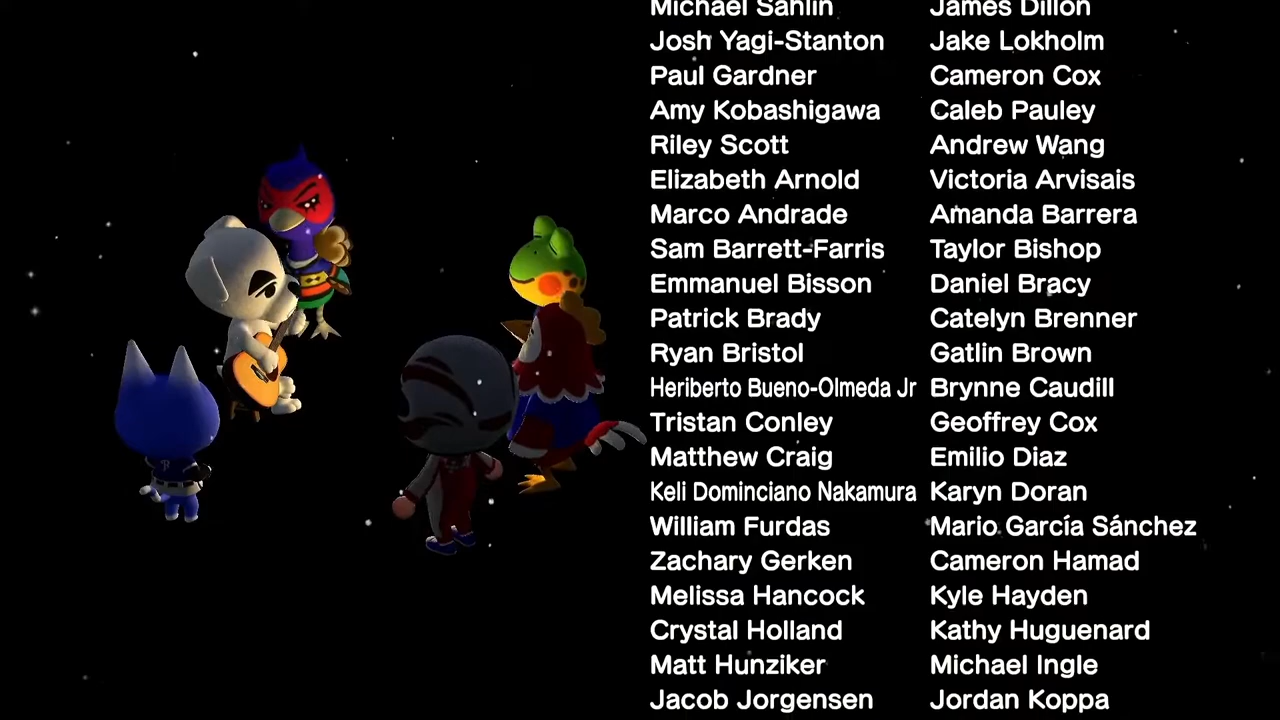 Michael Sahlin James Dillon
Josh Yagi-Stanton Jake Lokholm
Paul Gardner Cameron Cox
Amy Kobashigawa Caleb Pauley
Riley Scott Andrew Wang
Elizabeth Arnold Victoria Arvisais
Marco Andrade Amanda Barrera
Sam Barrett-Farris Taylor Bishop
Emmanuel Bisson Daniel Bracy
Patrick Brady Catelyn Brenner
Ryan Bristol Gatlin Brown
Heriberto Bueno-Olmeda Jr Brynne Caudill
Tristan Conley Geoffrey Cox
Matthew Craig Emilio Diaz
Keli Dominciano Nakamura Karyn Doran
William Furdas Mario García Sánchez
Zachary Gerken Cameron Hamad
Melissa Hancock Kyle Hayden
Crystal Holland Kathy Huguenard
Matt Hunziker Michael Ingle
Jacob Jorgensen Jordan Koppa